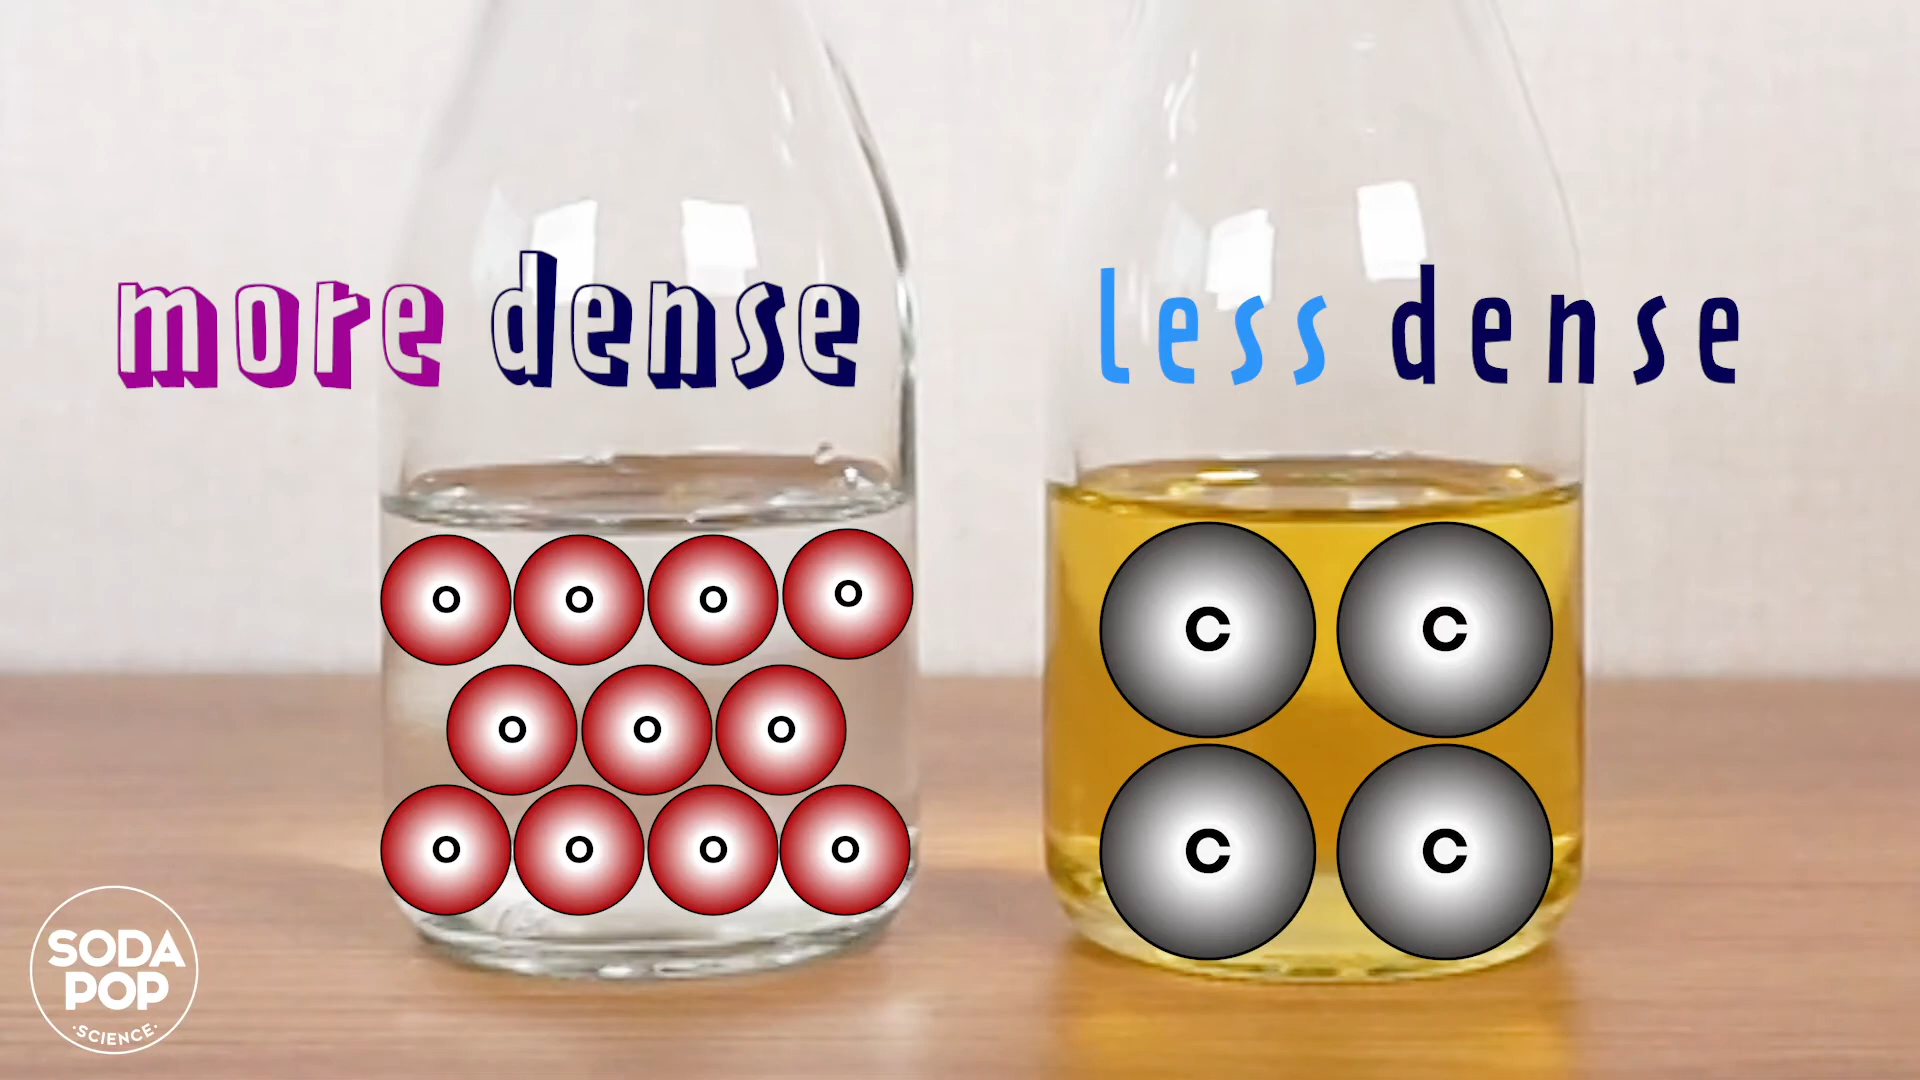 more dense
less dense
O O O O
O O O
O O O O
C C
C C
SODA
POP
·SCIENCE·